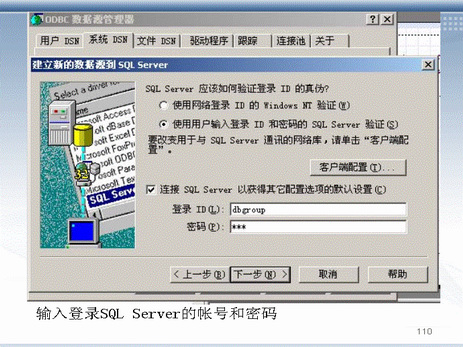 ODBC 数据源管理器
用户 DSN 系统 DSN 文件 DSN 驱动程序 跟踪 连接池 关于
建立新的数据源到 SQL Server
Select a driver for
Microsoft Access
Microsoft dBase D
Microsoft Excel D
Microsoft FoxPro
Microsoft ODBC
Microsoft Para
Microsoft Text
SQL Server
SQL Server 应该如何验证登录 ID 的真伪?
使用网络登录 ID 的 Windows NT 验证(W)
使用用户输入登录 ID 和密码的 SQL Server 验证(S)
要改变用于与 SQL Server 通讯的网络库,请单击“客户端配
置”。
客户端配置(T)...
连接 SQL Server 以获得其它配置选项的默认设置(C)
登录 ID(L): dbgroup
密码(P): ***
< 上一步(B) 下一步(N) > 取消 帮助
输入登录SQL Server的帐号和密码
110